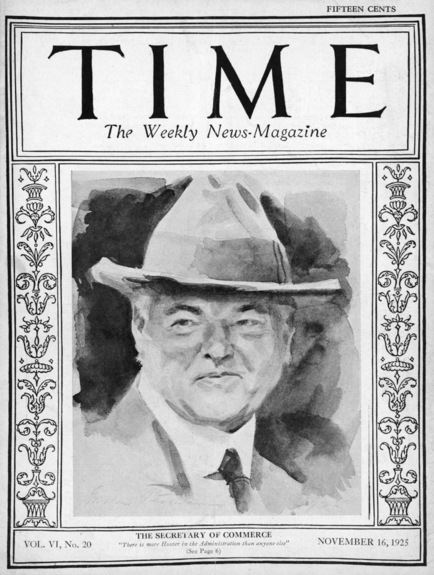 FIFTEEN CENTS
TIME
The Weekly News-Magazine
THE SECRETARY OF COMMERCE
"There is more Hoover in the Administration than anyone else"
(See Page 6)
VOL. VI, No. 20
NOVEMBER 16, 1925